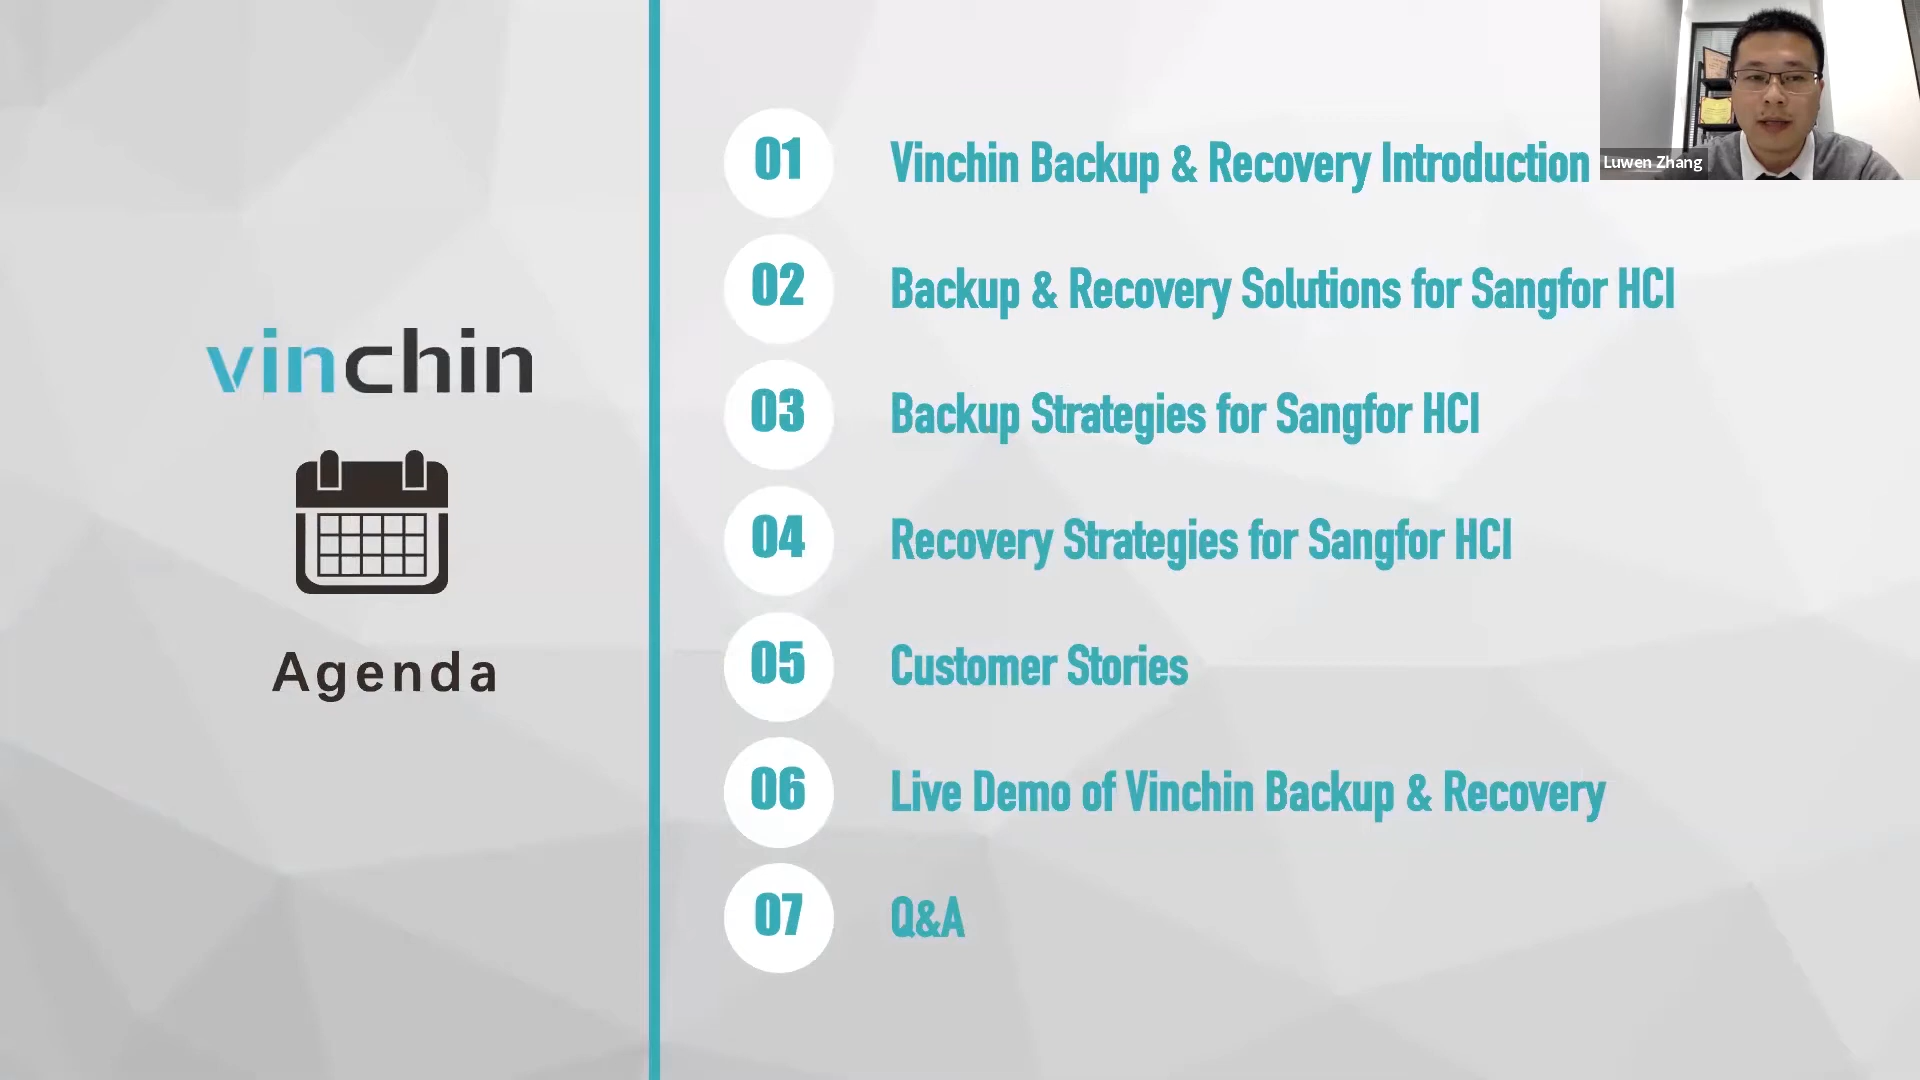 vinchin
Agenda
01 Vinchin Backup & Recovery Introduction
02 Backup & Recovery Solutions for Sangfor HCI
03 Backup Strategies for Sangfor HCI
04 Recovery Strategies for Sangfor HCI
05 Customer Stories
06 Live Demo of Vinchin Backup & Recovery
07 Q&A
Luwen Zhang